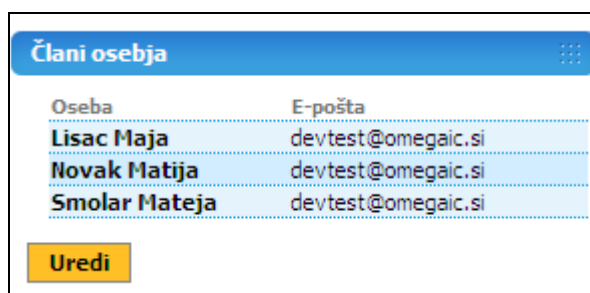 Člani osebja
Oseba E-pošta
Lisac Maja devtest@omegaic.si
Novak Matija devtest@omegaic.si
Smolar Mateja devtest@omegaic.si
Uredi